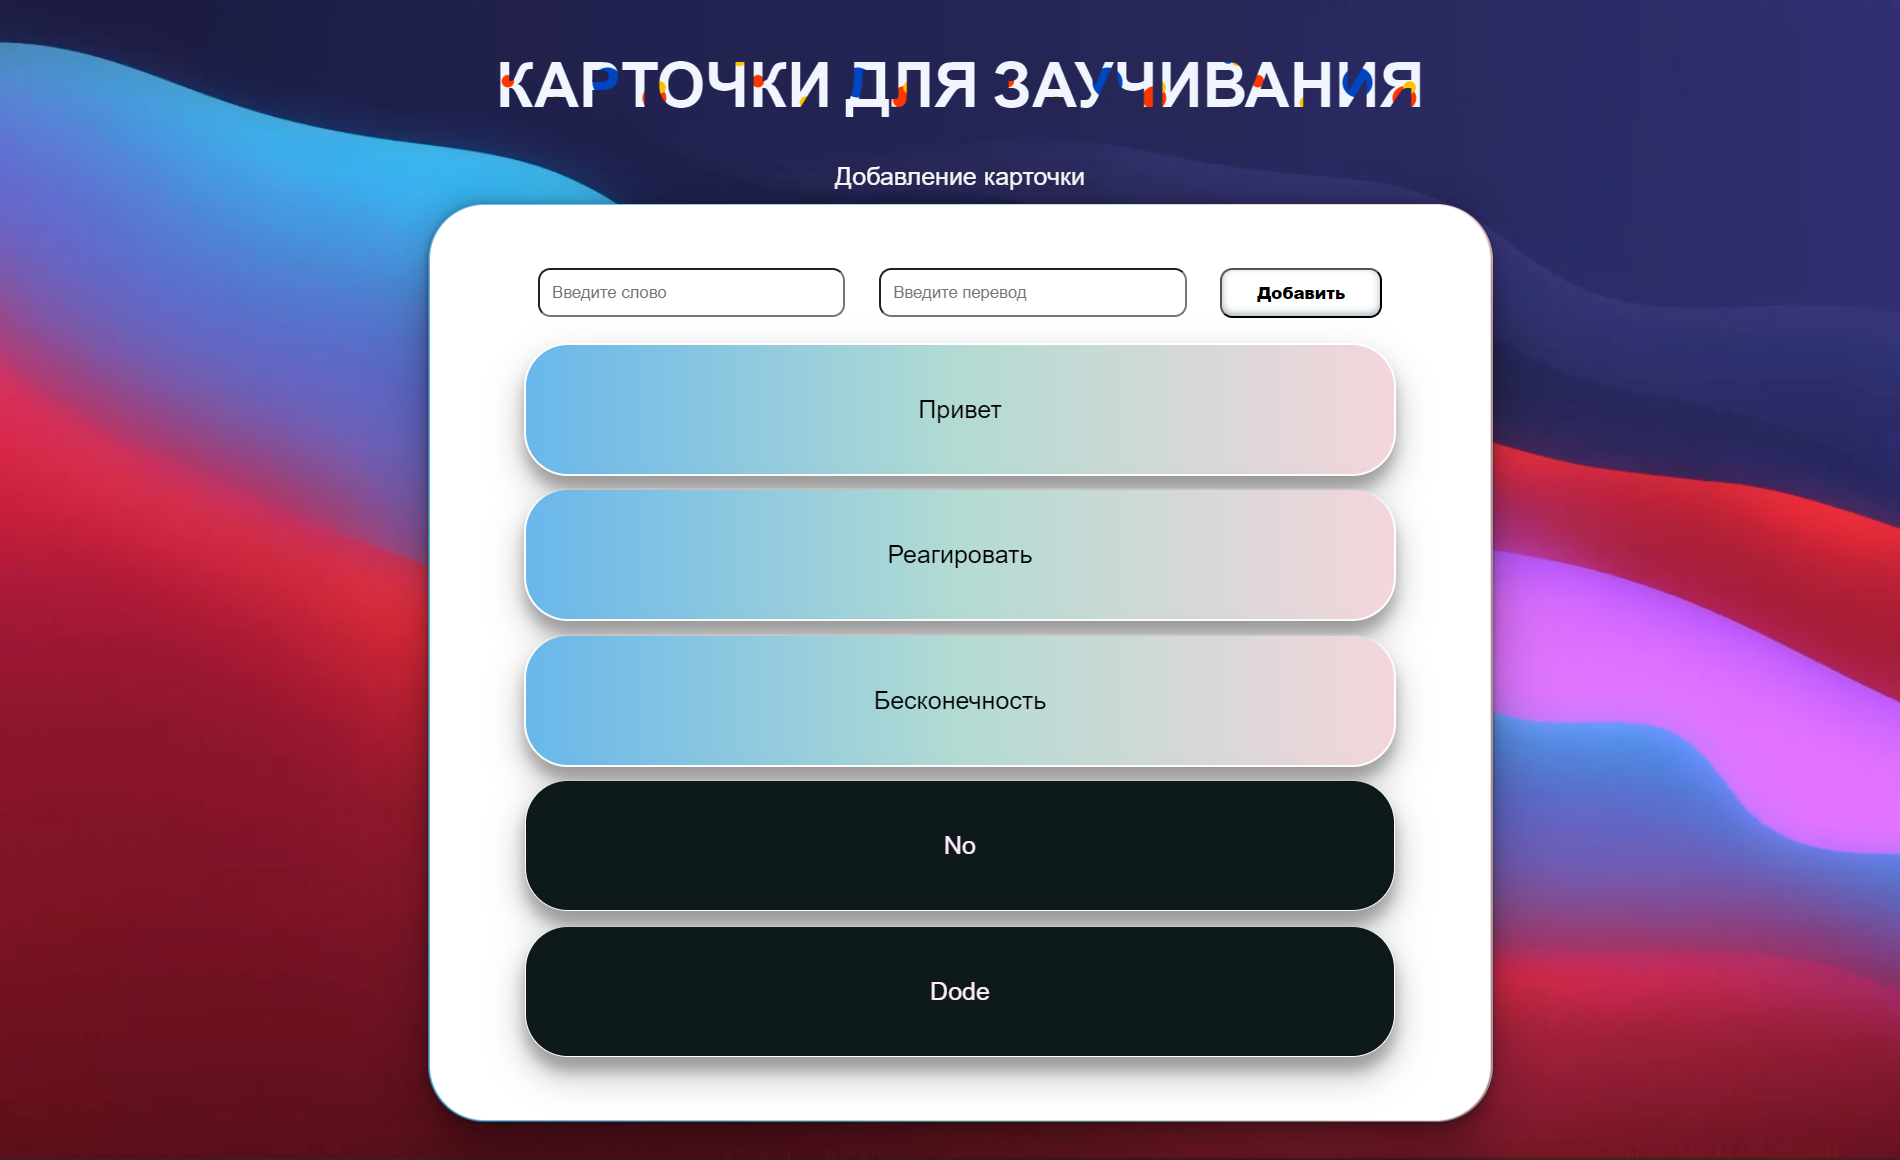 КАРТОЧКИ ДЛЯ ЗАУЧИВАНИЯ
Добавление карточки
Введите слово
Введите перевод
Добавить
Привет
Реагировать
Бесконечность
No
Dode